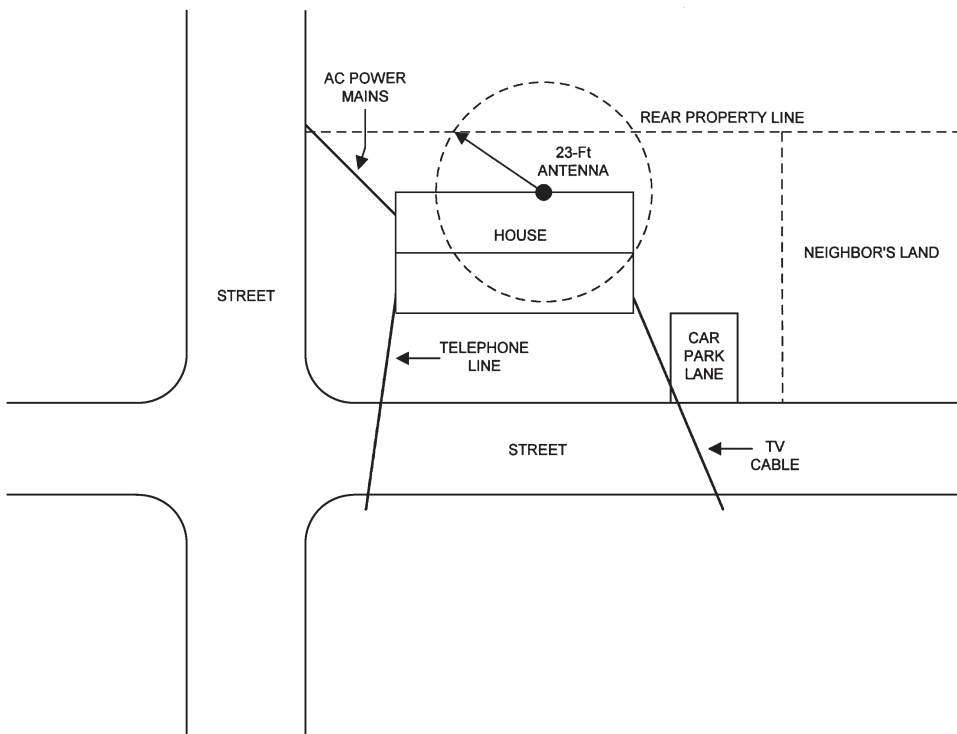 AC POWER
MAINS
REAR PROPERTY LINE
23-Ft
ANTENNA
HOUSE
NEIGHBOR'S LAND
STREET
TELEPHONE
LINE
CAR
PARK
LANE
STREET
TV
CABLE